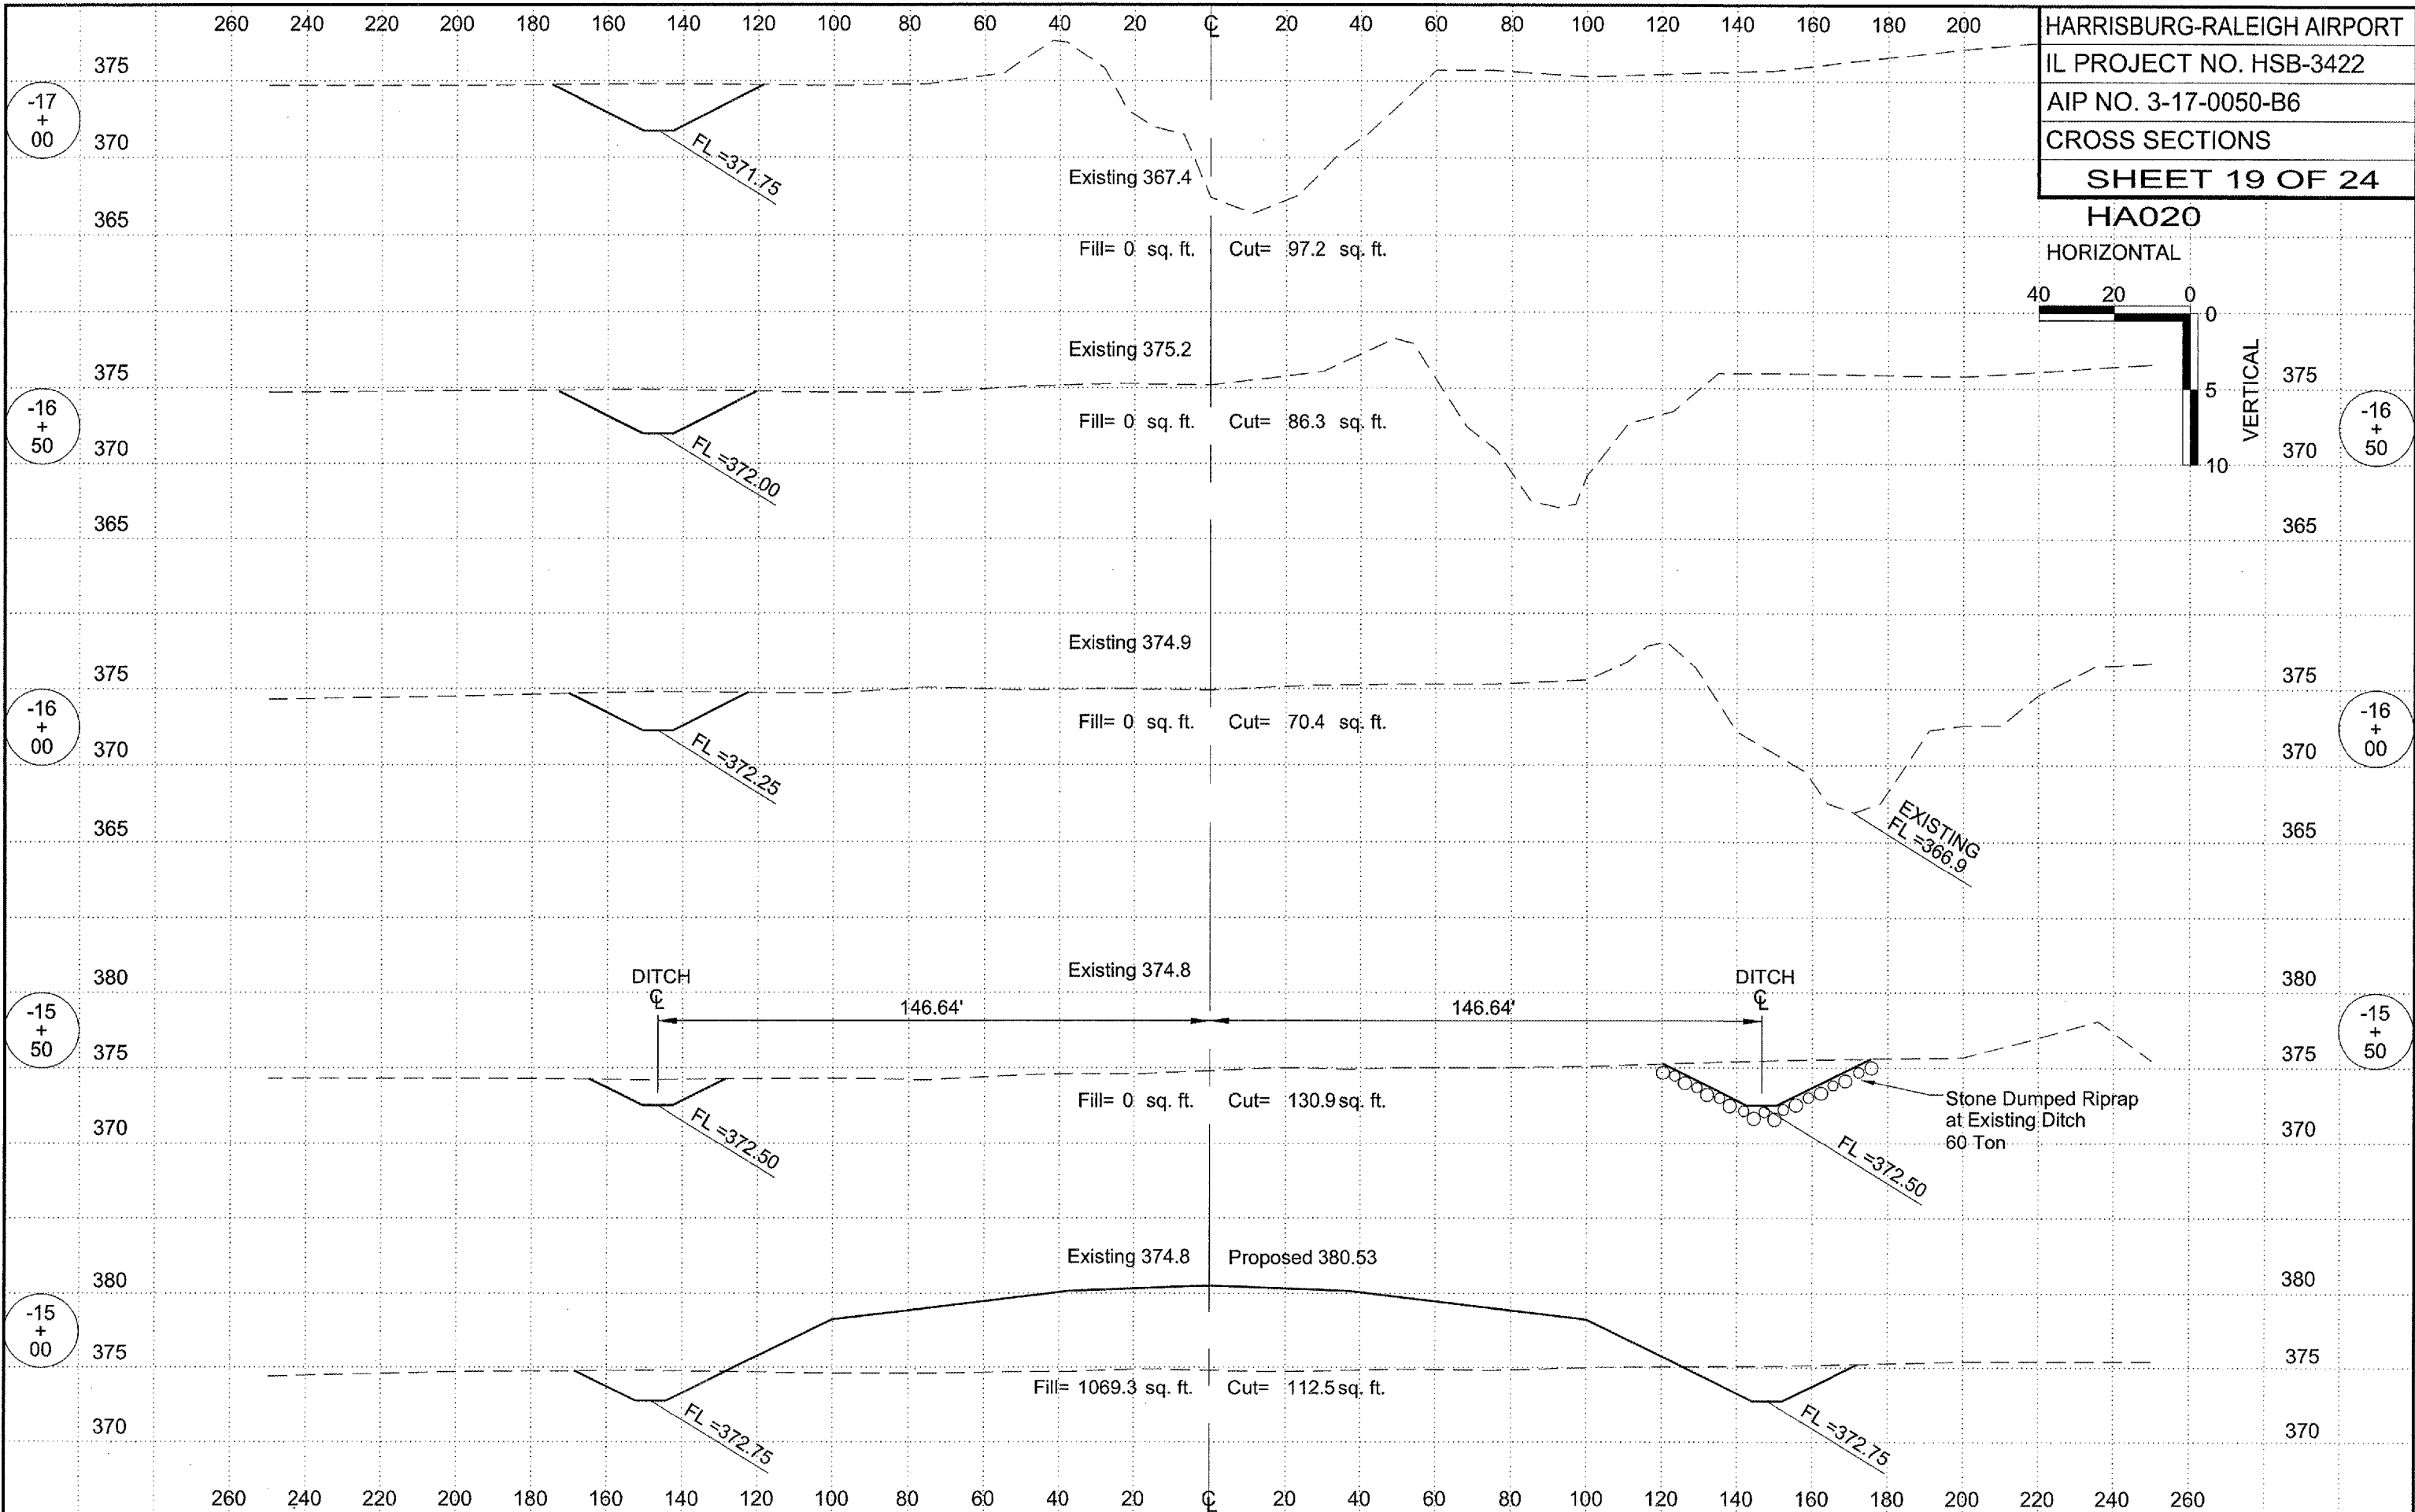 260 240 220 200 180 160 140 120 100 80 60 40 20 ℄ 20 40 60 80 100 120 140 160 180 200
HARRISBURG-RALEIGH AIRPORT
IL PROJECT NO. HSB-3422
AIP NO. 3-17-0050-B6
CROSS SECTIONS
SHEET 19 OF 24
HA020
HORIZONTAL
40 20 0
0
5
10
VERTICAL
-17
+
00
375
370
365
FL =371.75
Existing 367.4
Fill= 0 sq. ft. Cut= 97.2 sq. ft.
-16
+
50
375
370
365
FL =372.00
Existing 375.2
Fill= 0 sq. ft. Cut= 86.3 sq. ft.
375
370
365
-16
+
50
-16
+
00
375
370
365
FL =372.25
Existing 374.9
Fill= 0 sq. ft. Cut= 70.4 sq. ft.
EXISTING
FL =366.9
375
370
365
-16
+
00
-15
+
50
380
375
370
DITCH
℄
146.64'
Existing 374.8
146.64'
DITCH
℄
FL =372.50
Fill= 0 sq. ft. Cut= 130.9 sq. ft.
Stone Dumped Riprap
at Existing Ditch
60 Ton
FL =372.50
380
375
370
-15
+
50
-15
+
00
380
375
370
Existing 374.8 Proposed 380.53
Fill= 1069.3 sq. ft. Cut= 112.5 sq. ft.
FL =372.75
FL =372.75
380
375
370
260 240 220 200 180 160 140 120 100 80 60 40 20 ℄ 20 40 60 80 100 120 140 160 180 200 220 240 260